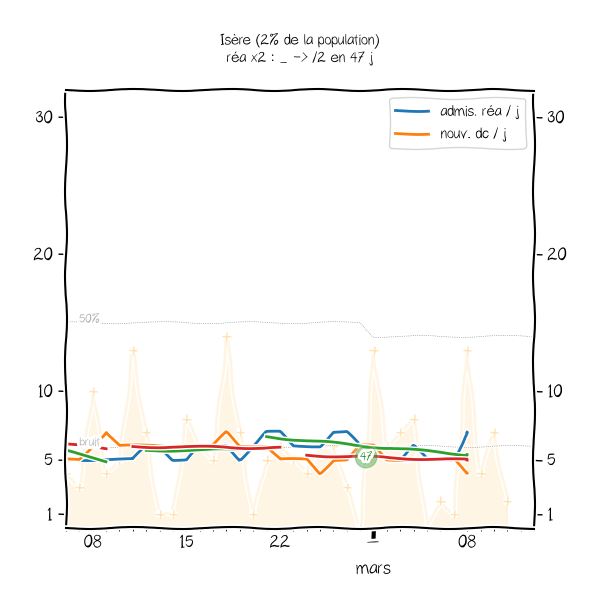 Isère (2% de la population)
réa x2 : _ -> /2 en 47 j
admis. réa / j
nouv. dc / j
30
30
20
20
50%
10
10
bruit
47
5
5
1
1
08
15
22
1
08
mars